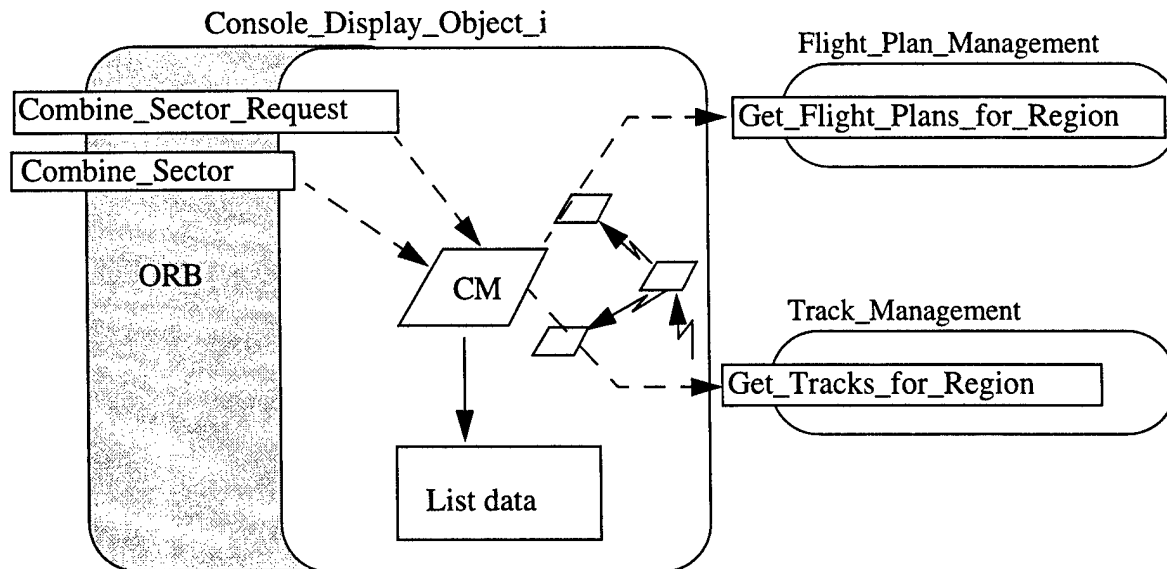 Console_Display_Object_i
Flight_Plan_Management
Combine_Sector_Request
Get_Flight_Plans_for_Region
Combine_Sector
ORB
CM
Track_Management
Get_Tracks_for_Region
List data